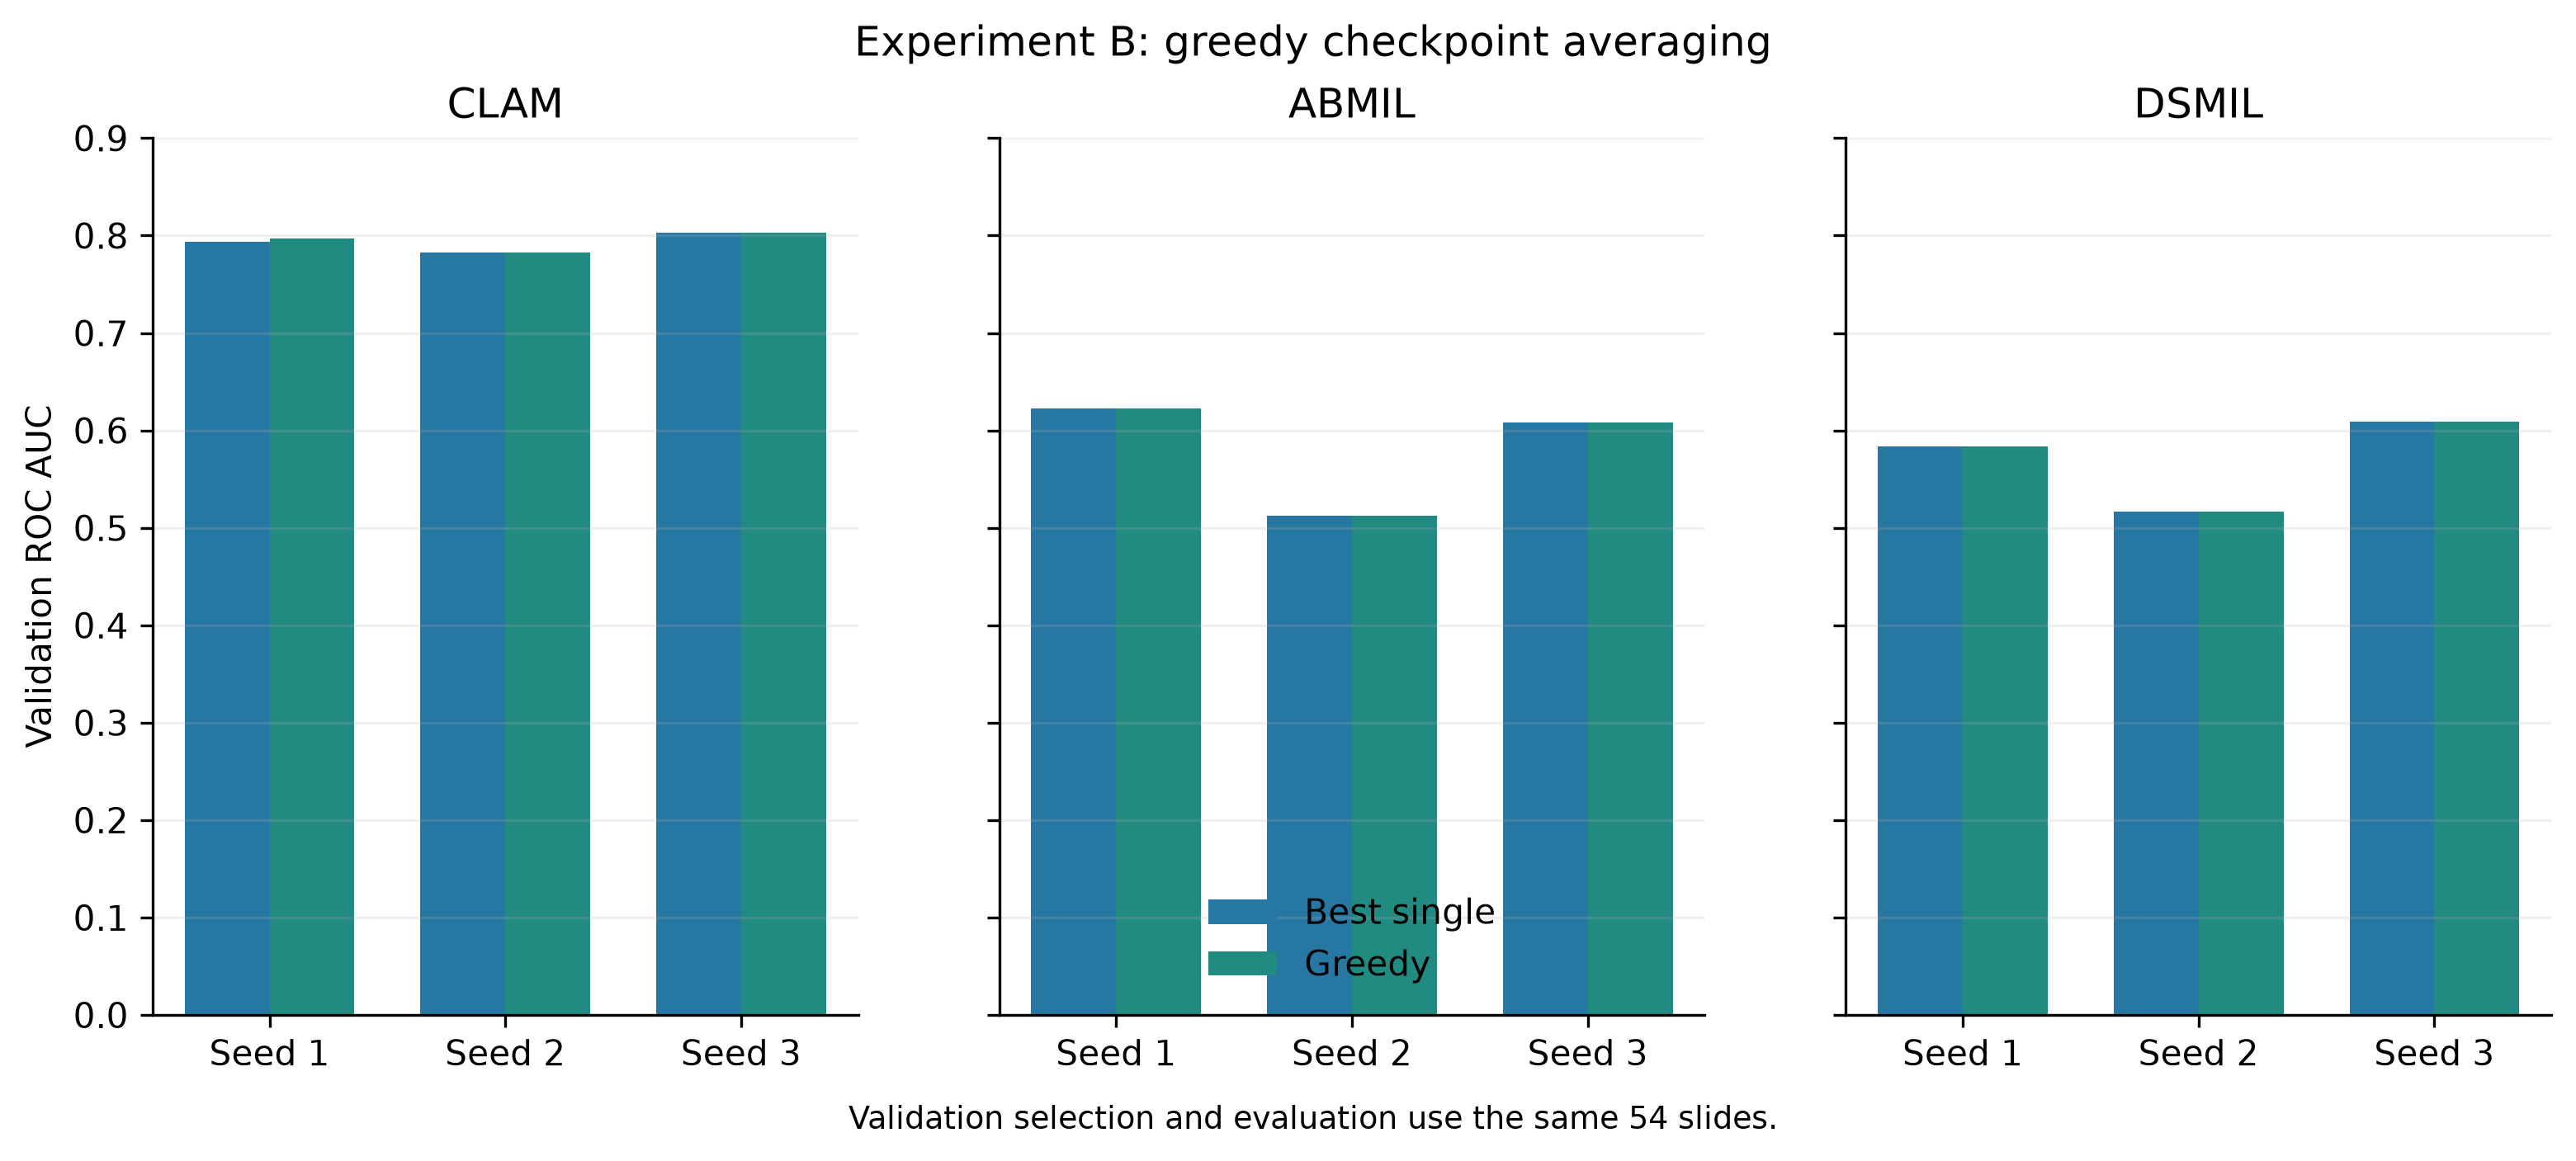 Experiment B: greedy checkpoint averaging
CLAM
ABMIL
DSMIL
Validation ROC AUC
0.9
0.8
0.7
0.6
0.5
0.4
0.3
0.2
0.1
0.0
Best single
Greedy
Seed 1
Seed 2
Seed 3
Seed 1
Seed 2
Seed 3
Seed 1
Seed 2
Seed 3
Validation selection and evaluation use the same 54 slides.